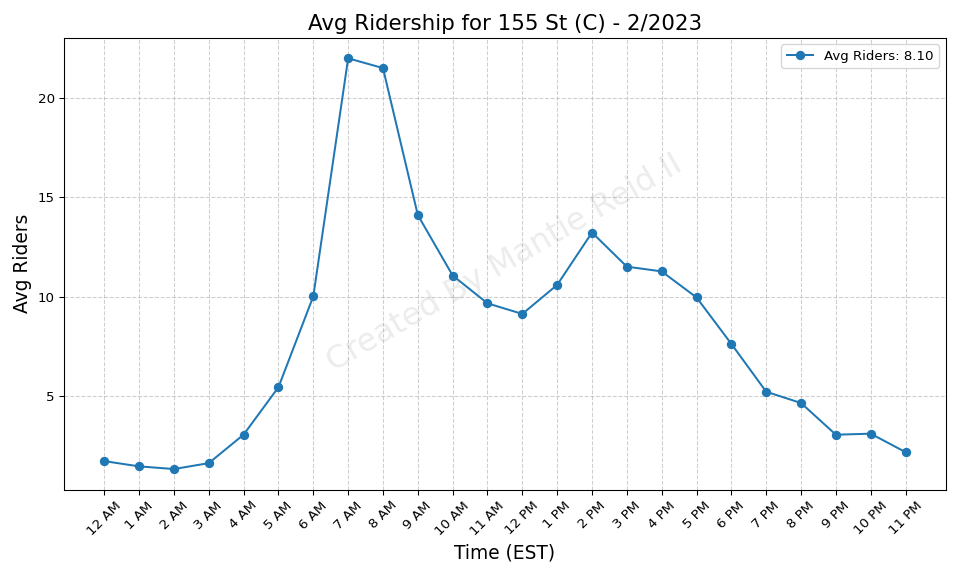 Avg Ridership for 155 St (C) - 2/2023
Avg Riders: 8.10
Avg Riders
20
15
10
5
Created By Mantie Reid II
12 AM
1 AM
2 AM
3 AM
4 AM
5 AM
6 AM
7 AM
8 AM
9 AM
10 AM
11 AM
12 PM
1 PM
2 PM
3 PM
4 PM
5 PM
6 PM
7 PM
8 PM
9 PM
10 PM
11 PM
Time (EST)